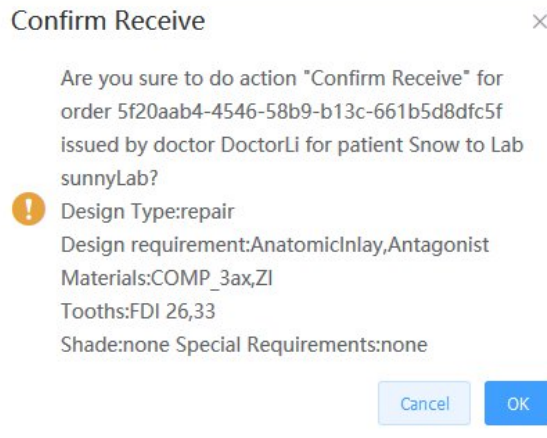 Confirm Receive
Are you sure to do action "Confirm Receive" for
order 5f20aab4-4546-58b9-b13c-661b5d8dfc5f
issued by doctor DoctorLi for patient Snow to Lab
sunnyLab?
Design Type:repair
Design requirement:AnatomicInlay,Antagonist
Materials:COMP_3ax,ZI
Tooths:FDI 26,33
Shade:none Special Requirements:none
Cancel
OK